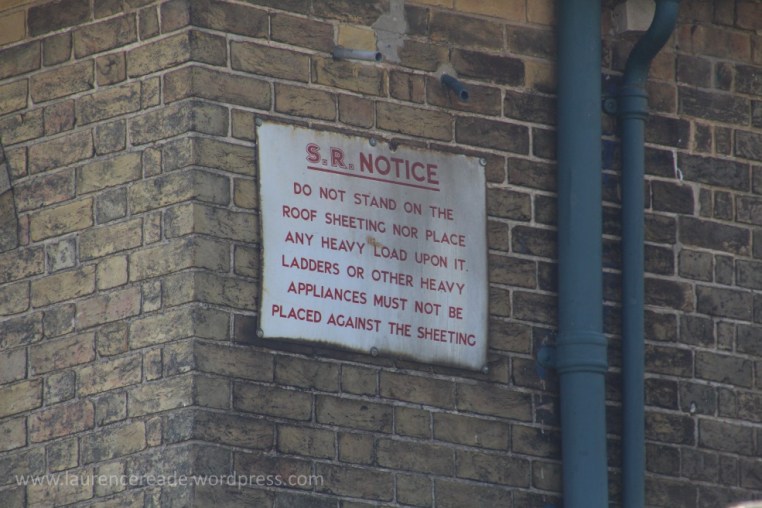 S.R. NOTICE
DO NOT STAND ON THE
ROOF SHEETING NOR PLACE
ANY HEAVY LOAD UPON IT.
LADDERS OR OTHER HEAVY
APPLIANCES MUST NOT BE
PLACED AGAINST THE SHEETING
www.laurencereade.wordpress.com